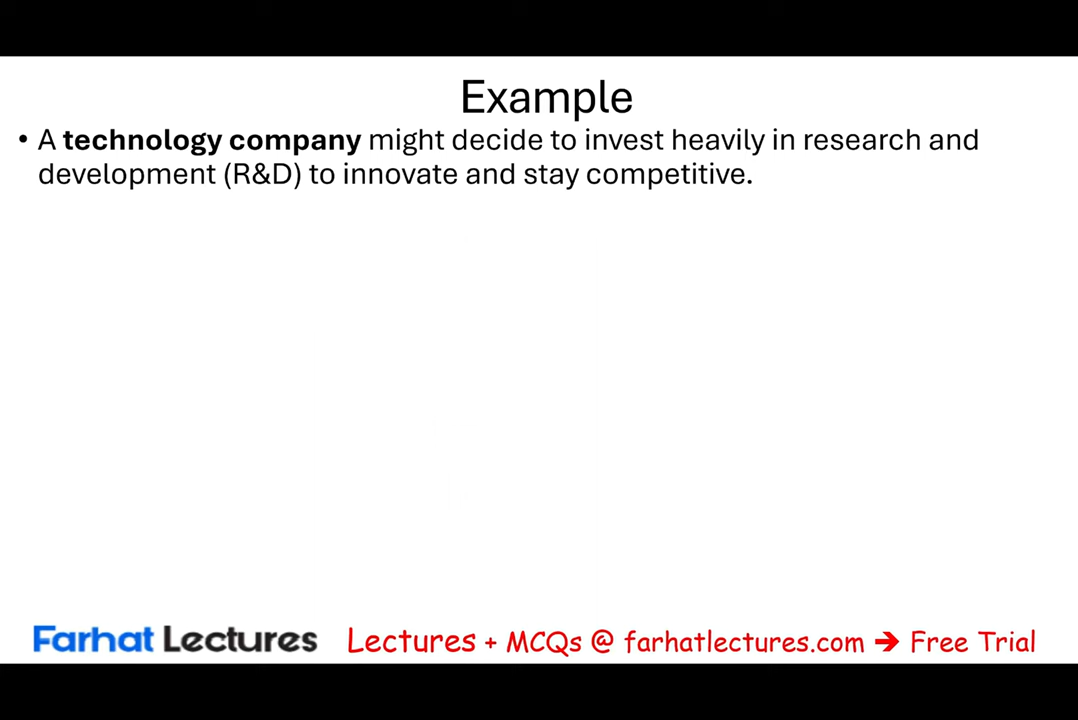 Example
• A technology company might decide to invest heavily in research and
development (R&D) to innovate and stay competitive.
Farhat Lectures Lectures + MCQs @ farhatlectures.com ➔ Free Trial